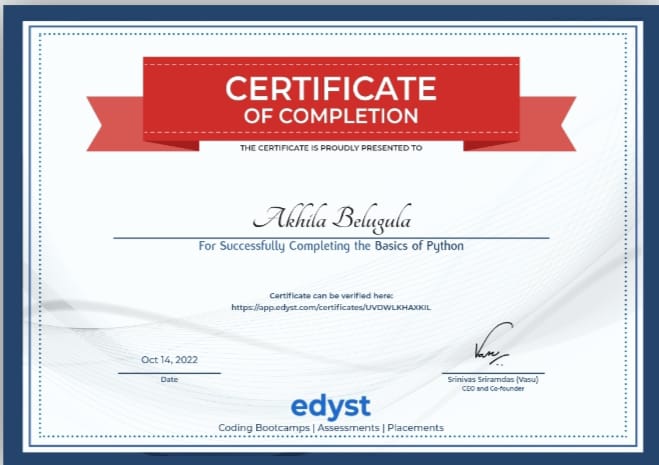 CERTIFICATE
OF COMPLETION
THE CERTIFICATE IS PROUDLY PRESENTED TO
Akhila Belugula
For Successfully Completing the Basics of Python
Certificate can be verified here:
https://app.edyst.com/certificates/UVDWLKHAXKIL
Oct 14, 2022
Date
Vasu
Srinivas Sriramdas (Vasu)
CEO and Co-founder
edyst
Coding Bootcamps | Assessments | Placements